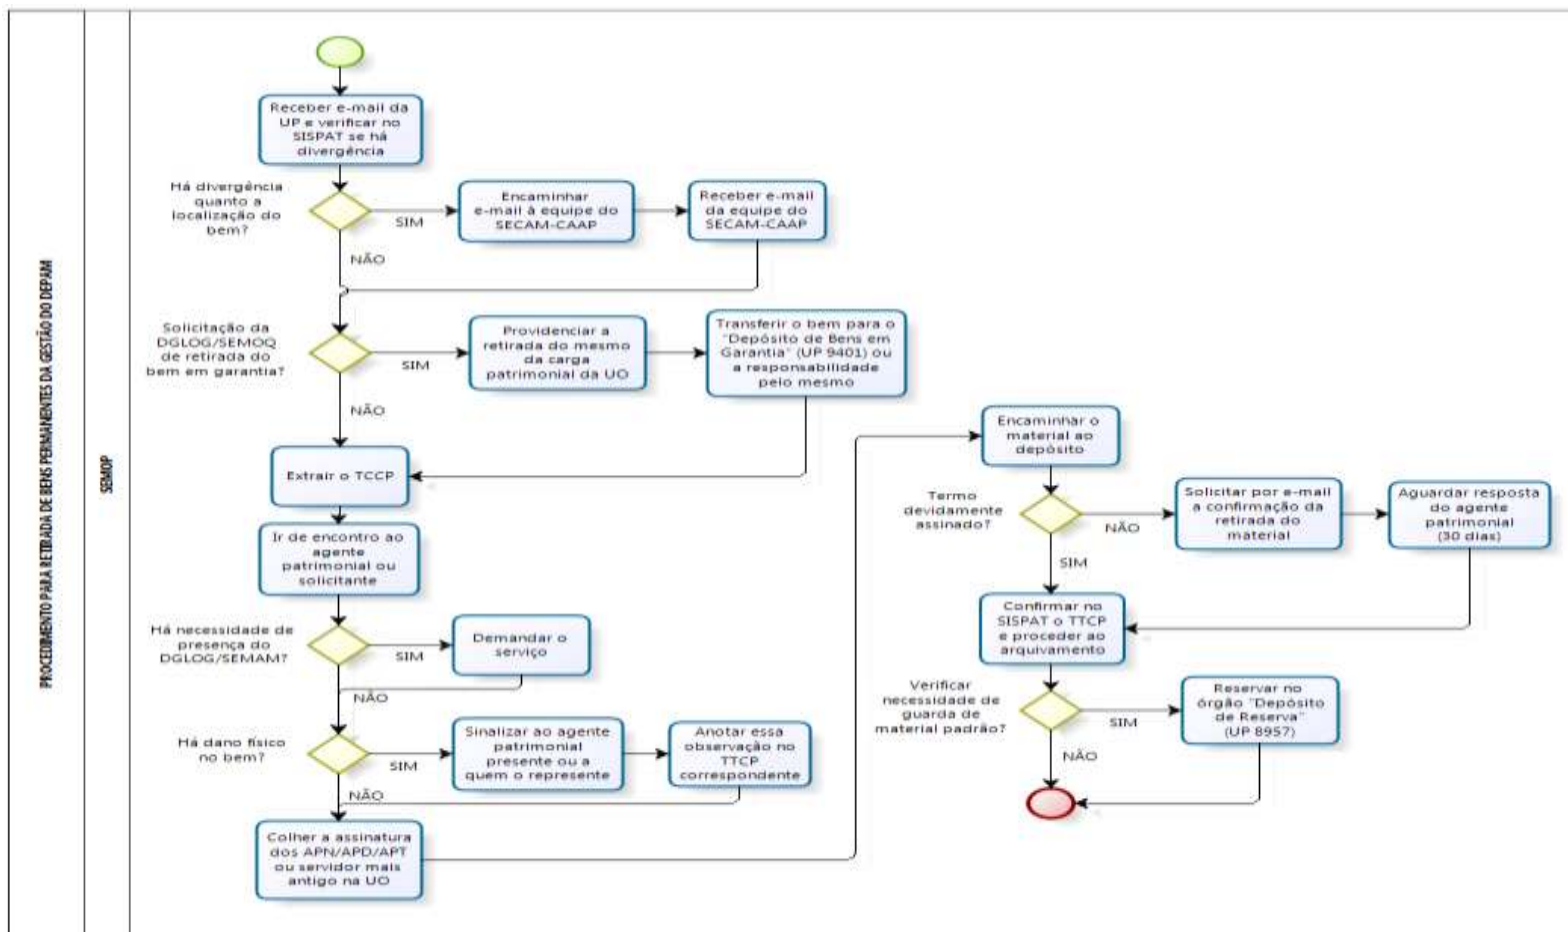 PROCEDIMENTO PARA RETIRADA DE BENS PERMANENTES DA GESTÃO DO DEPAM
SEMOP
Receber e-mail da
UP e verificar no
SISPAT se há
divergência
Há divergência
quanto a
localização do
bem?
SIM
NÃO
Encaminhar
e-mail à equipe do
SECAM-CAAP
Receber e-mail
da equipe do
SECAM-CAAP
Solicitação da
DGLOG/SEMOQ
de retirada do
bem em garantia?
SIM
NÃO
Providenciar a
retirada do mesmo
da carga
patrimonial da UO
Transferir o bem para o
"Depósito de Bens em
Garantia" (UP 9401) ou
a responsabilidade
pelo mesmo
Extrair o TCCP
Ir de encontro ao
agente
patrimonial ou
solicitante
Há necessidade de
presença do
DGLOG/SEMAM?
SIM
NÃO
Demandar o
serviço
Há dano físico
no bem?
SIM
NÃO
Sinalizar ao agente
patrimonial
presente ou a
quem o represente
Anotar essa
observação no
TTCP
correspondente
Colher a assinatura
dos APN/APD/APT
ou servidor mais
antigo na UO
Encaminhar o
material ao
depósito
Termo
devidamente
assinado?
NÃO
SIM
Solicitar por e-mail
a confirmação da
retirada do
material
Aguardar resposta
do agente
patrimonial
(30 dias)
Confirmar no
SISPAT o TTCP
e proceder ao
arquivamento
Verificar
necessidade de
guarda de
material padrão?
SIM
NÃO
Reservar no
órgão "Depósito
de Reserva"
(UP 8957)